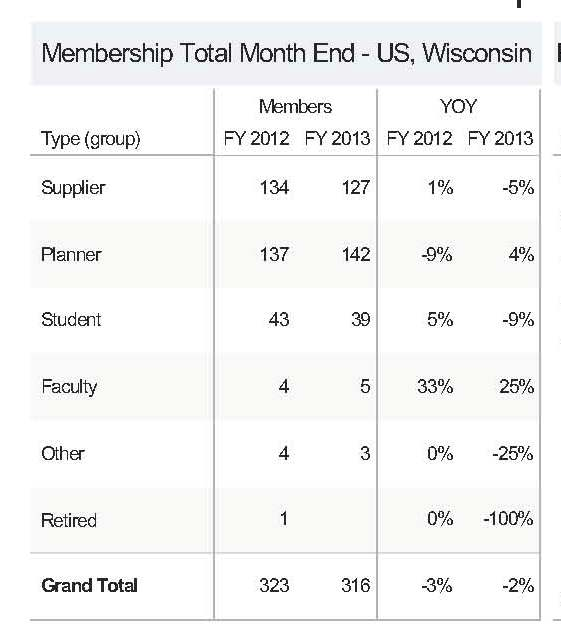 Membership Total Month End - US, Wisconsin
Members YOY
Type (group) FY 2012 FY 2013 FY 2012 FY 2013
Supplier 134 127 1% -5%
Planner 137 142 -9% 4%
Student 43 39 5% -9%
Faculty 4 5 33% 25%
Other 4 3 0% -25%
Retired 1 0% -100%
Grand Total 323 316 -3% -2%